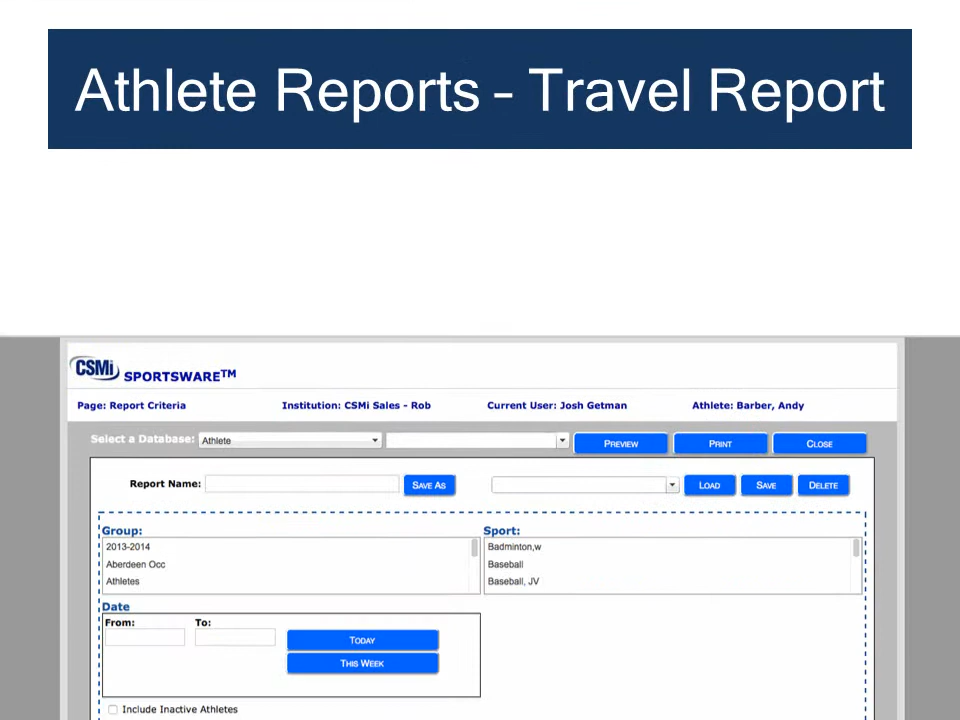 Athlete Reports – Travel Report
CSMi SPORTSWARE™
Page: Report Criteria Institution: CSMi Sales - Rob Current User: Josh Getman Athlete: Barber, Andy
Select a Database: Athlete PREVIEW PRINT CLOSE
Report Name: SAVE AS LOAD SAVE DELETE
Group: Sport:
2013-2014 Badminton,w
Aberdeen Occ Baseball
Athletes Baseball, JV
Date
From: To:
TODAY
THIS WEEK
Include Inactive Athletes